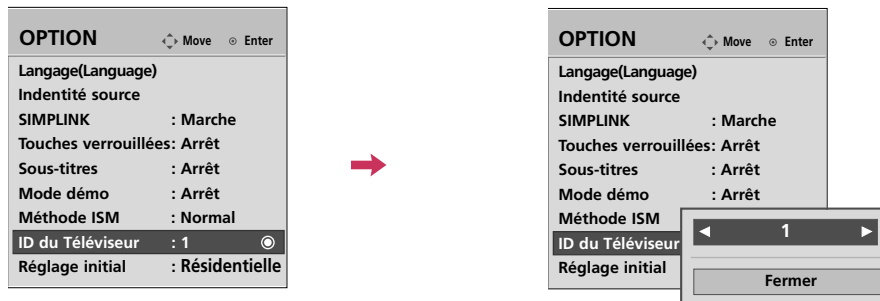 OPTION Move Enter
Langage(Language)
Indentité source
SIMPLINK : Marche
Touches verrouillées: Arrêt
Sous-titres : Arrêt
Mode démo : Arrêt
Méthode ISM : Normal
ID du Téléviseur : 1
Réglage initial : Résidentielle
OPTION Move Enter
Langage(Language)
Indentité source
SIMPLINK : Marche
Touches verrouillées: Arrêt
Sous-titres : Arrêt
Mode démo : Arrêt
Méthode ISM
ID du Téléviseur
Réglage initial
◀ 1 ▶
Fermer